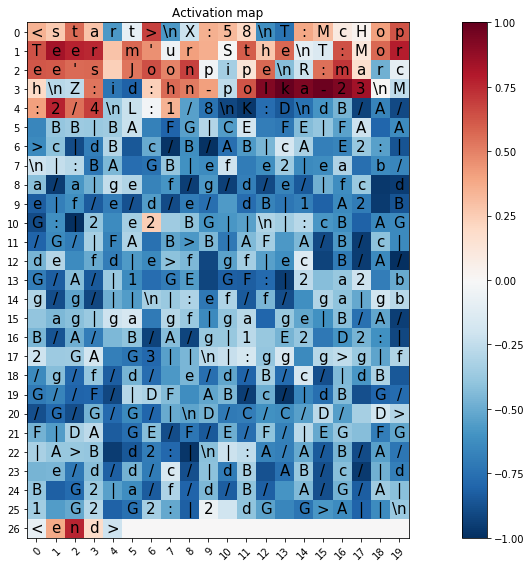 Activation map
0 < s t a r t > \n X : 5 8 \n T : M c H o p
1 T e e r m ' u r S t h e \n T : M o r
2 e e ' s J o o n p i p e \n R : m a r c
3 h \n Z : i d : h n - p o l k a - 2 3 \n M
4 : 2 / 4 \n L : 1 / 8 \n K : D \n d B / A /
5 B B | B A F G | C E F E | F A A
6 > c | d B c / B / A B | c A E 2 : |
7 \n | : B A G B | e f e 2 | e a b /
8 a / a | g e f / g / d / e / | f c d
9 e | f / e / d / e / d B | 1 A 2 B
10 G : | 2 e 2 B G | | \n | : c B A G
11 / G / | F A B > B | A F A / B / c |
12 d e f d | e > f g f | e c B / A /
13 G / A / | 1 G E G F : | 2 a 2 b
14 g / g / | | \n | : e f / f / g a | g b
15 a g | g a g f | g a g e | B / A /
16 B / A / B / A / g | 1 E 2 D 2 : |
17 2 G A G 3 | | \n | : g g g > g | f
18 / g / f / d / e / d / B / c / | d B
19 G / / F / | D F A B / c / | d B G /
20 / G / G / G / | \n D / C / C / D / D >
21 F | D A G E / F / E / F / | E G F G
22 | A > B d 2 : | \n | : A / A / B / A /
23 e / d / d / c / | d B A B / c / | d
24 B G 2 | a / f / d / B / A / G / A |
25 1 G 2 G 2 : | 2 d G G > A | | \n
26 < e n d >
0 1 2 3 4 5 6 7 8 9 10 11 12 13 14 15 16 17 18 19
1.00
0.75
0.50
0.25
0.00
−0.25
−0.50
−0.75
−1.00